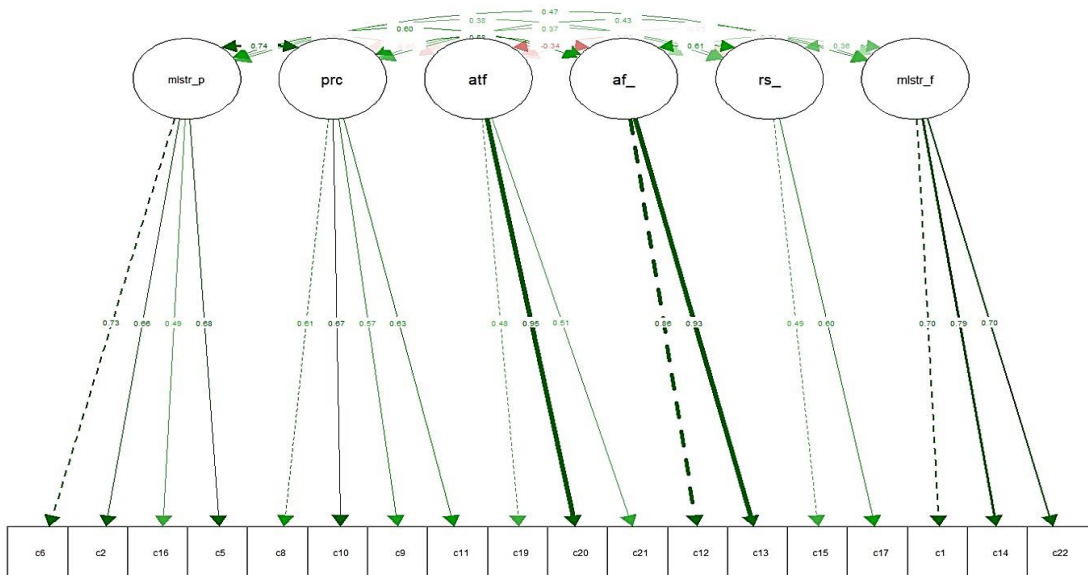 0.47
0.38 0.43
0.60 0.37
0.74 -0.34 0.61 0.36
mlstr_p prc atf af_ rs_ mlstr_f
0.73 0.66 0.49 0.68 0.61 0.67 0.57 0.63 0.48 0.95 0.51 0.86 0.93 0.49 0.60 0.70 0.79 0.70
c6 c2 c16 c5 c8 c10 c9 c11 c19 c20 c21 c12 c13 c15 c17 c1 c14 c22